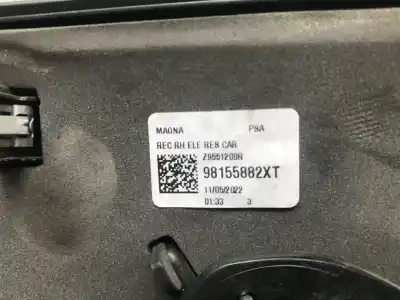 MAGNA PSA
REC RH ELE RES CAR
Z9551200R
98155882XT
11/05/2022
01:33 3